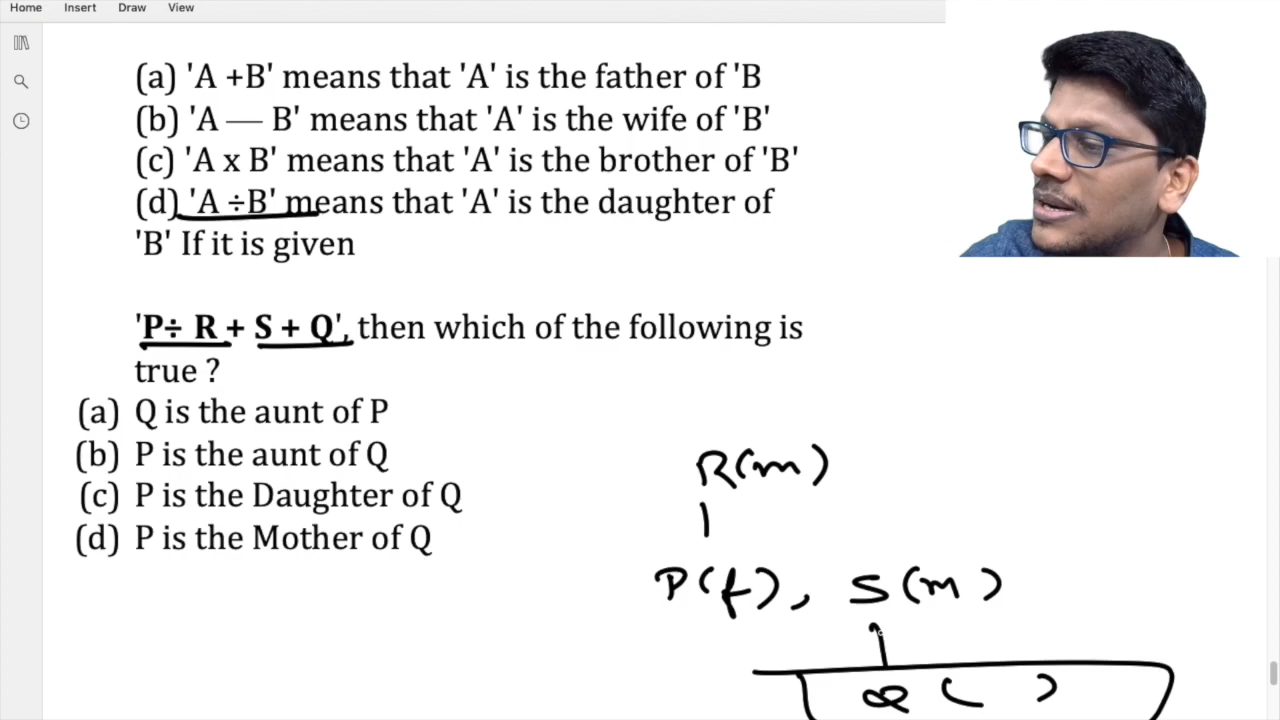 Home Insert Draw View
(a) 'A +B' means that 'A' is the father of 'B
(b) 'A — B' means that 'A' is the wife of 'B'
(c) 'A x B' means that 'A' is the brother of 'B'
(d) 'A ÷B' means that 'A' is the daughter of
'B' If it is given
'P÷ R + S + Q', then which of the following is
true ?
(a) Q is the aunt of P
(b) P is the aunt of Q
(c) P is the Daughter of Q
(d) P is the Mother of Q
R(m)
P(f), S(m)
Q ( )